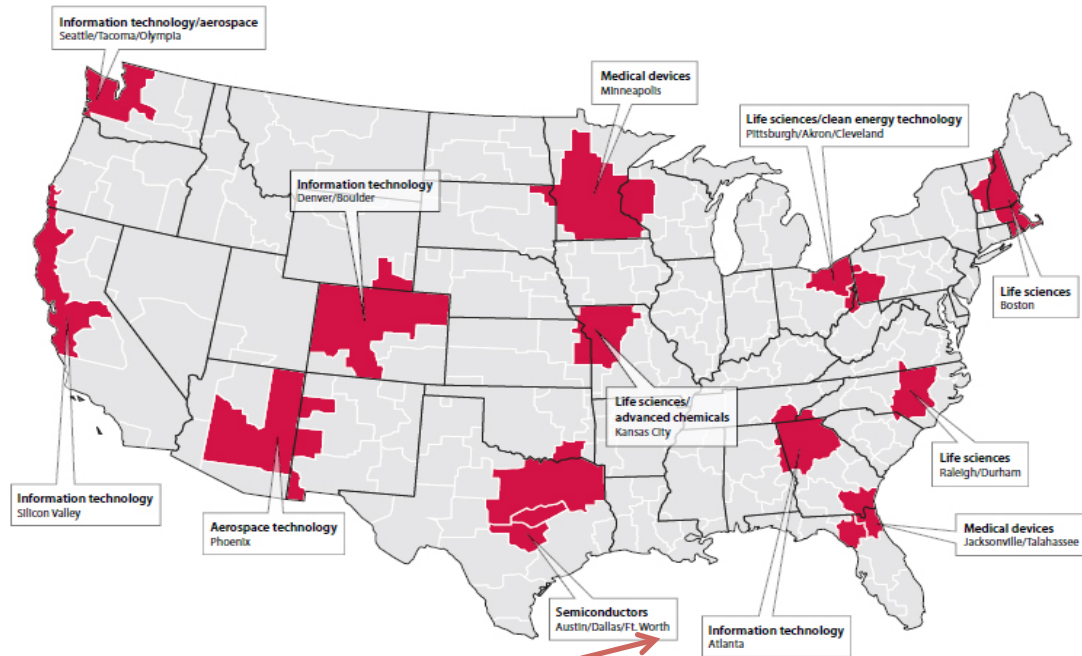 Information technology/aerospace
Seattle/Tacoma/Olympia
Medical devices
Minneapolis
Life sciences/clean energy technology
Pittsburgh/Akron/Cleveland
Information technology
Denver/Boulder
Life sciences
Boston
Life sciences/
advanced chemicals
Kansas City
Life sciences
Raleigh/Durham
Information technology
Silicon Valley
Aerospace technology
Phoenix
Medical devices
Jacksonville/Talahassee
Semiconductors
Austin/Dallas/Ft. Worth
Information technology
Atlanta